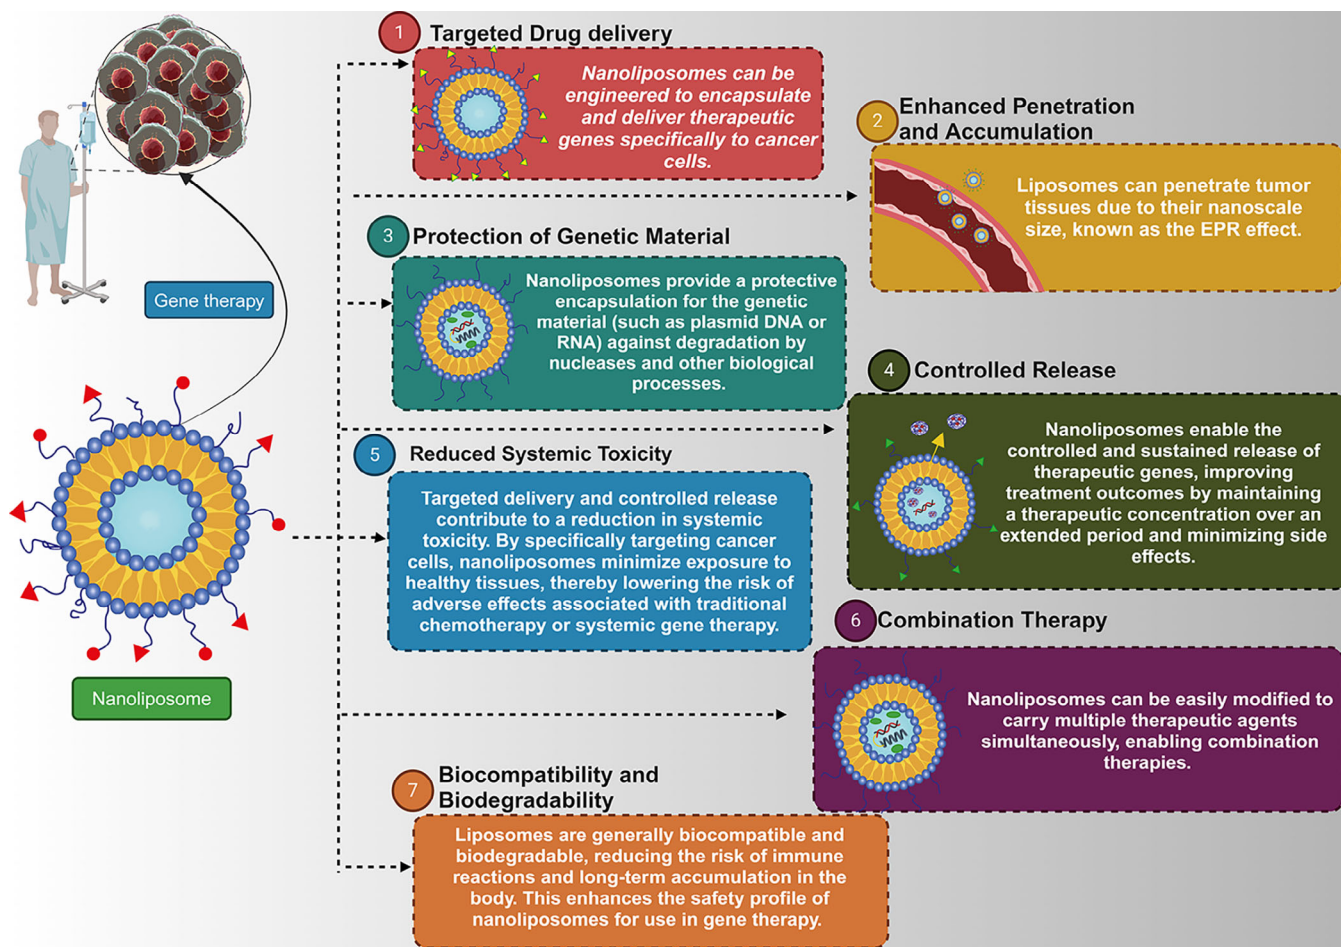 1
Targeted Drug delivery
Nanoliposomes can be
engineered to encapsulate
and deliver therapeutic
genes specifically to cancer
cells.
2
Enhanced Penetration
and Accumulation
Liposomes can penetrate tumor
tissues due to their nanoscale
size, known as the EPR effect.
3
Protection of Genetic Material
Nanoliposomes provide a protective
encapsulation for the genetic
material (such as plasmid DNA or
RNA) against degradation by
nucleases and other biological
processes.
Gene therapy
4
Controlled Release
Nanoliposomes enable the
controlled and sustained release of
therapeutic genes, improving
treatment outcomes by maintaining
a therapeutic concentration over an
extended period and minimizing side
effects.
5
Reduced Systemic Toxicity
Targeted delivery and controlled release
contribute to a reduction in systemic
toxicity. By specifically targeting cancer
cells, nanoliposomes minimize exposure to
healthy tissues, thereby lowering the risk of
adverse effects associated with traditional
chemotherapy or systemic gene therapy.
Nanoliposome
6
Combination Therapy
Nanoliposomes can be easily modified to
carry multiple therapeutic agents
simultaneously, enabling combination
therapies.
7
Biocompatibility and
Biodegradability
Liposomes are generally biocompatible and
biodegradable, reducing the risk of immune
reactions and long-term accumulation in the
body. This enhances the safety profile of
nanoliposomes for use in gene therapy.